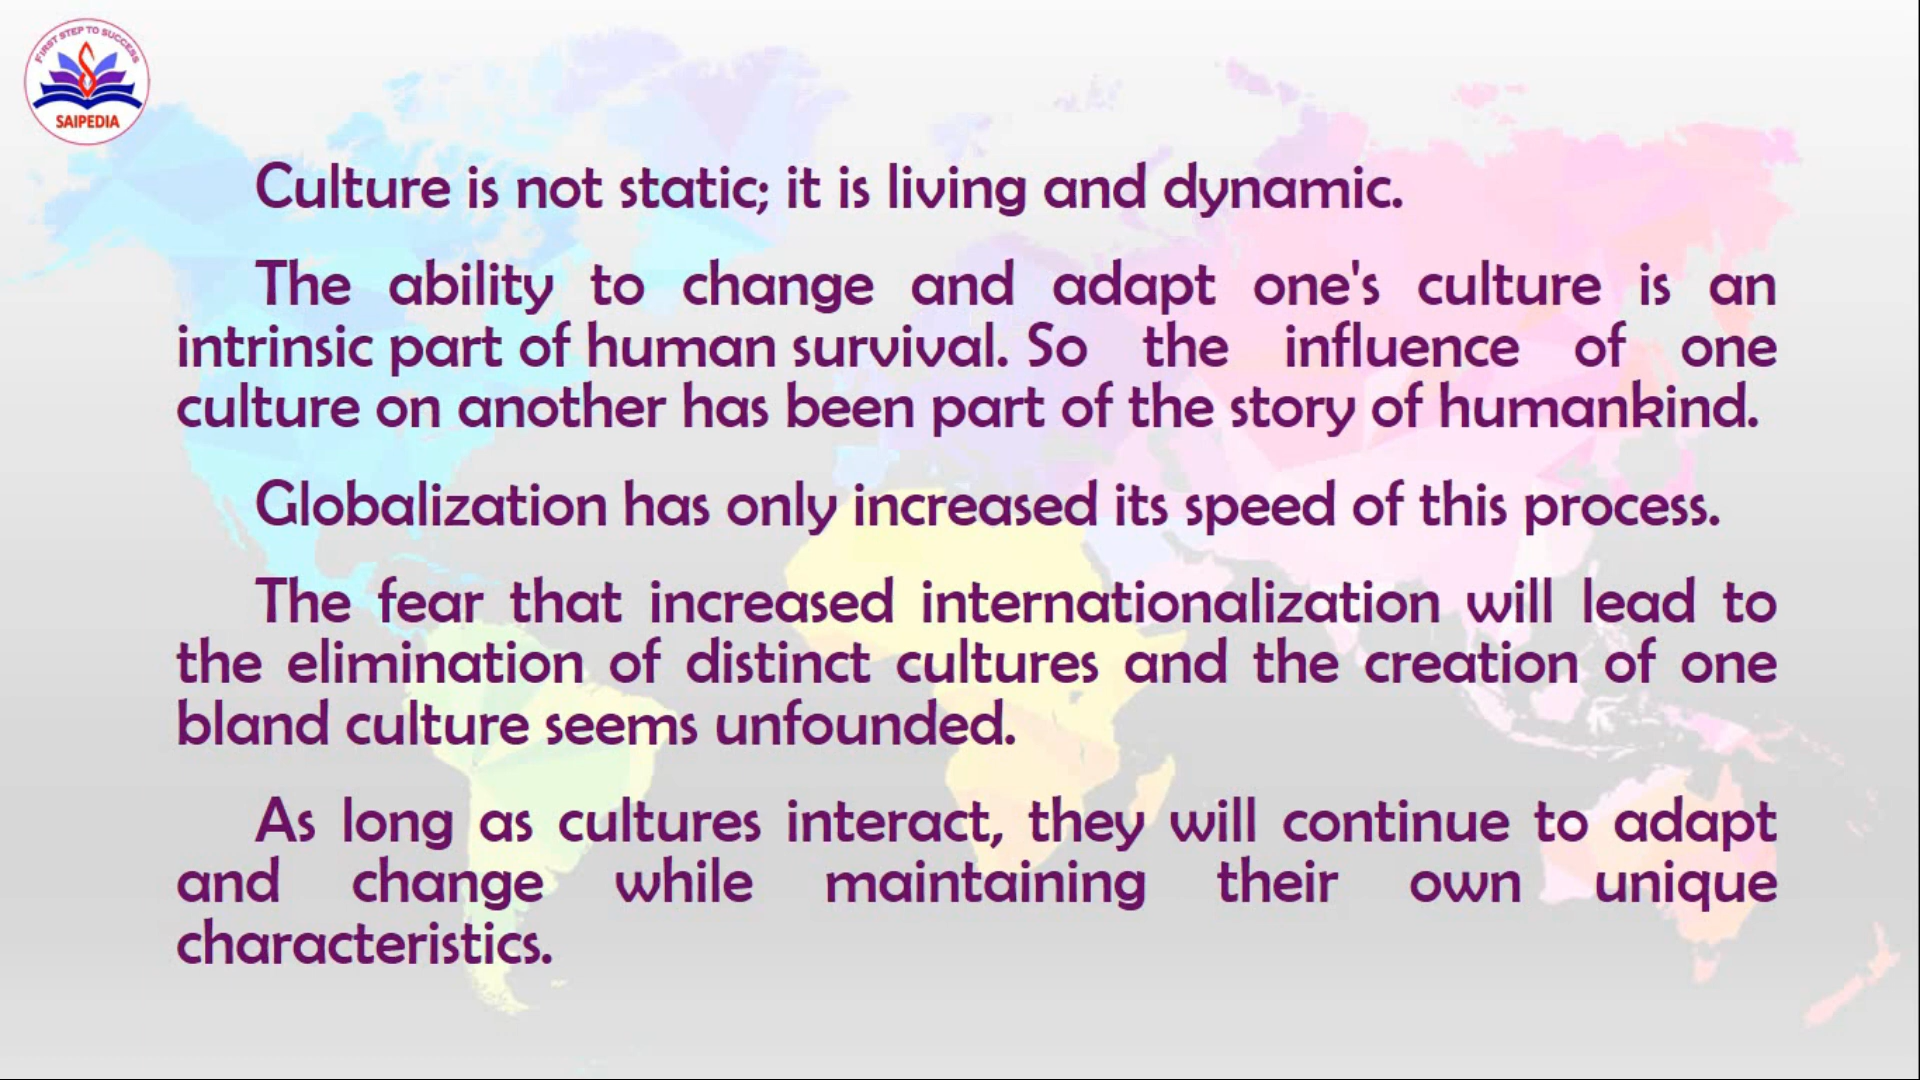 FIRST STEP TO SUCCESS
SAIPEDIA
Culture is not static; it is living and dynamic.
The ability to change and adapt one's culture is an
intrinsic part of human survival. So the influence of one
culture on another has been part of the story of humankind.
Globalization has only increased its speed of this process.
The fear that increased internationalization will lead to
the elimination of distinct cultures and the creation of one
bland culture seems unfounded.
As long as cultures interact, they will continue to adapt
and change while maintaining their own unique
characteristics.